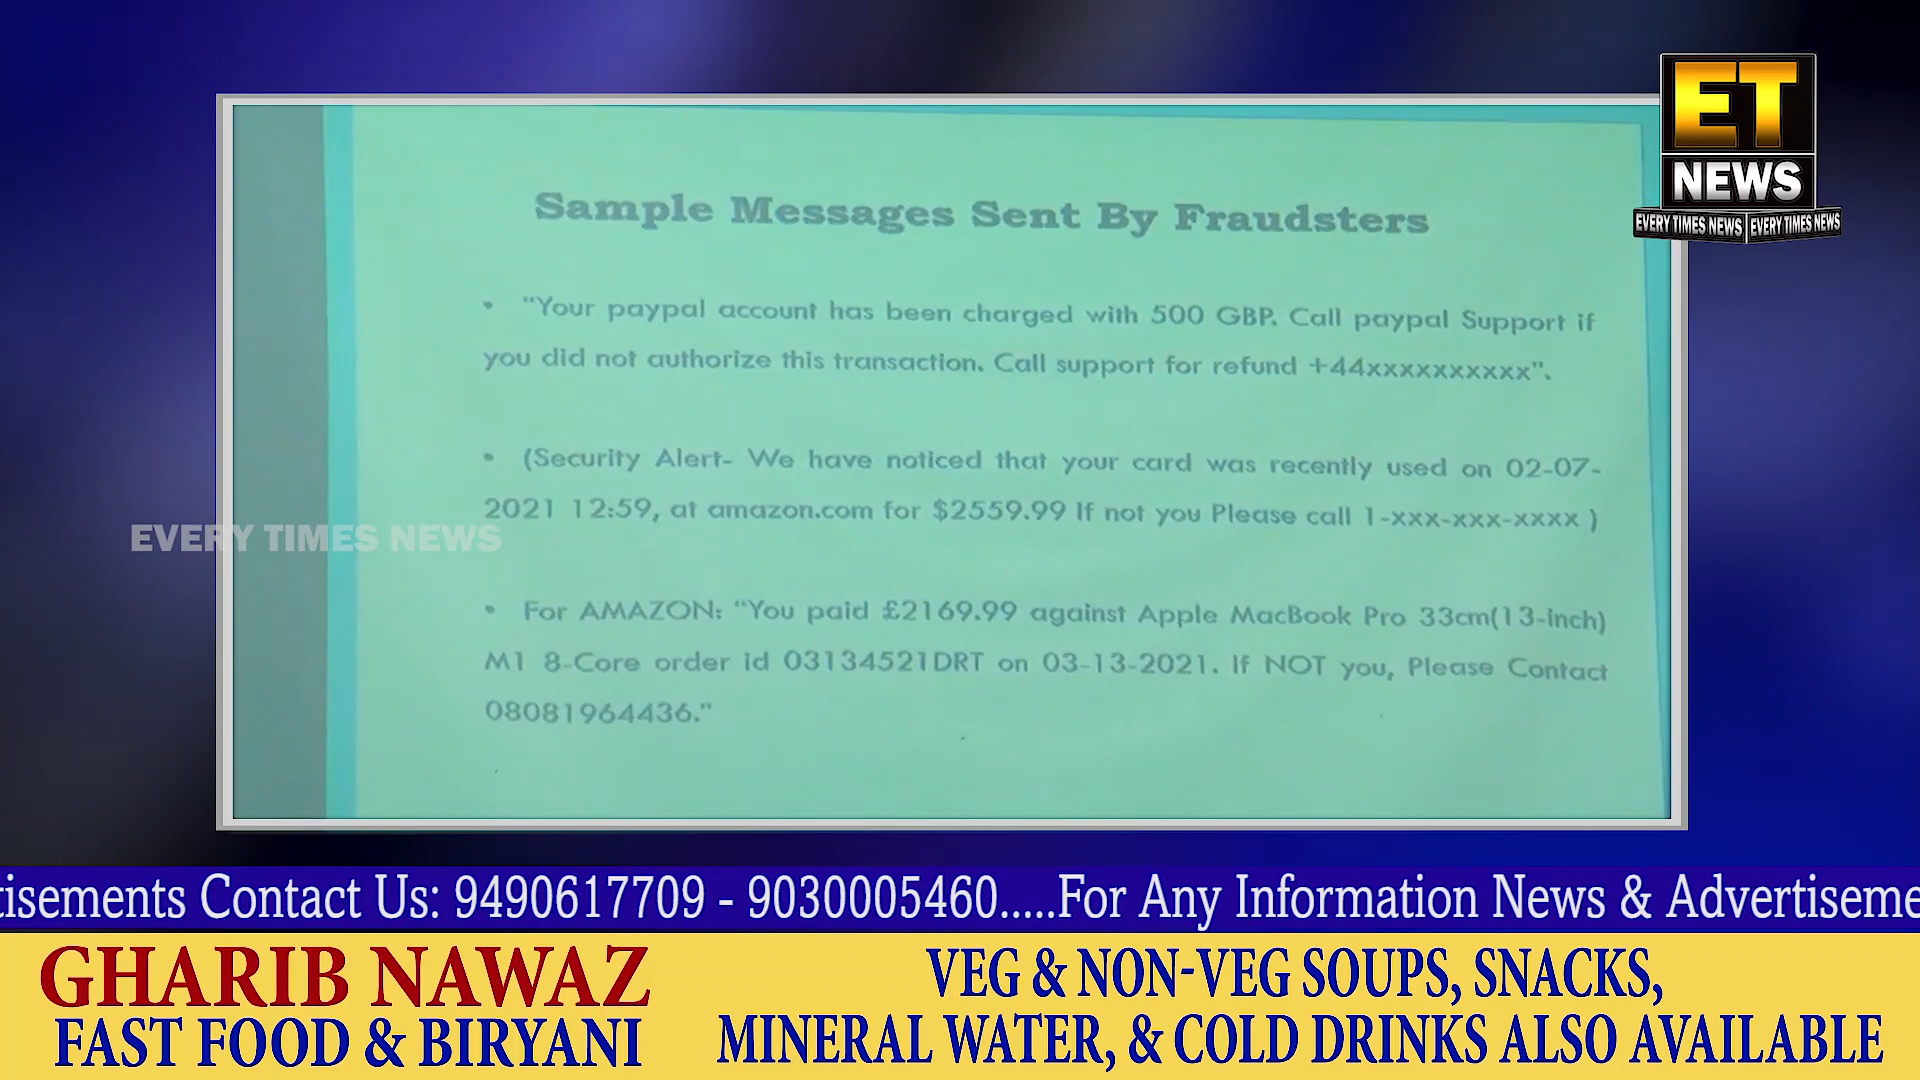 ET
NEWS
EVERY TIMES NEWS EVERY TIMES NEWS
Sample Messages Sent By Fraudsters
• “Your paypal account has been charged with 500 GBP. Call paypal Support if
you did not authorize this transaction. Call support for refund +44xxxxxxxxxx”.
• (Security Alert- We have noticed that your card was recently used on 02-07-
2021 12:59, at amazon.com for $2559.99 If not you Please call 1-xxx-xxx-xxxx )
EVERY TIMES NEWS
• For AMAZON: “You paid £2169.99 against Apple MacBook Pro 33cm(13-inch)
M1 8-Core order id 03134521DRT on 03-13-2021. If NOT you, Please Contact
08081964436.”
tisements Contact Us: 9490617709 - 9030005460.....For Any Information News & Advertiseme
GHARIB NAWAZ
FAST FOOD & BIRYANI
VEG & NON-VEG SOUPS, SNACKS,
MINERAL WATER, & COLD DRINKS ALSO AVAILABLE